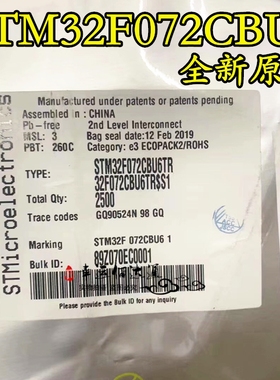 STM32F072CBU
全新原
Manufactured under patents or patents pending
Assembled in: CHINA
Pb-free 2nd Level Interconnect
MSL: 3 Bag seal date:12 Feb 2019
PBT: 260C Category: e3 ECOPACK2/ROHS
STMicroelectronics
TYPE: STM32F072CBU6TR
32F072CBU6TR$S1
Total Qty: 2500
Trace codes GQ90524N 98 GQ
Marking STM32F 072CBU6 1
Bulk ID: 89Z070EC0001
Please provide the Bulk ID for any inquiry